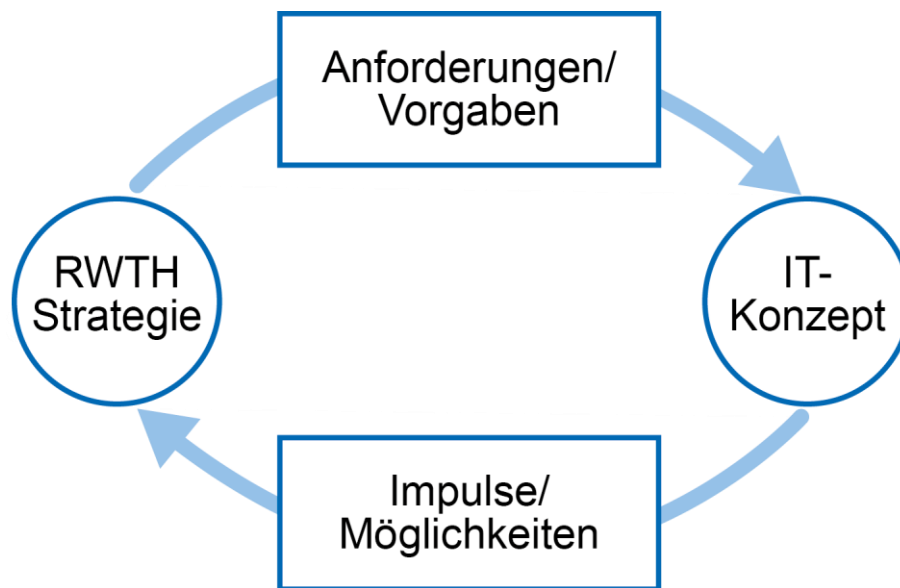 Anforderungen/
Vorgaben
RWTH
Strategie
IT-
Konzept
Impulse/
Möglichkeiten